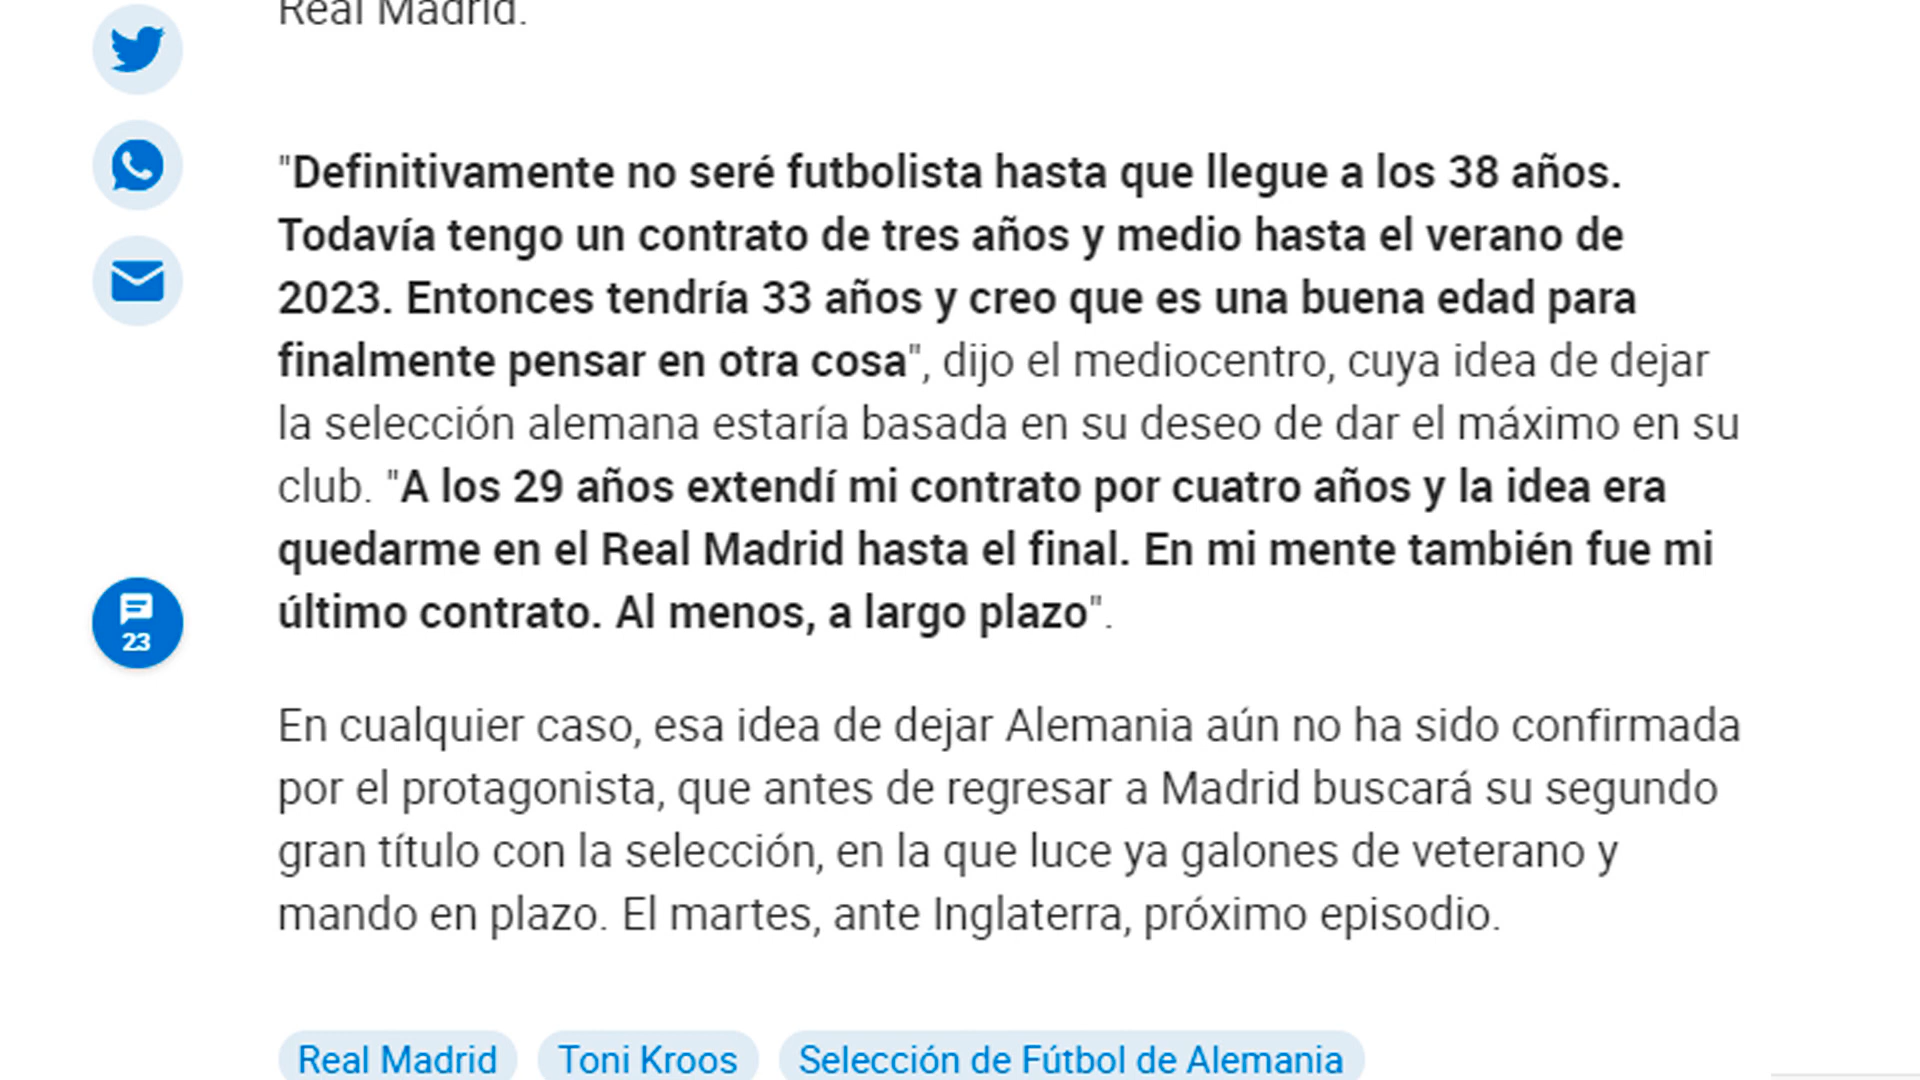 Real Madrid.
"Definitivamente no seré futbolista hasta que llegue a los 38 años.
Todavía tengo un contrato de tres años y medio hasta el verano de
2023. Entonces tendría 33 años y creo que es una buena edad para
finalmente pensar en otra cosa", dijo el mediocentro, cuya idea de dejar
la selección alemana estaría basada en su deseo de dar el máximo en su
club. "A los 29 años extendí mi contrato por cuatro años y la idea era
quedarme en el Real Madrid hasta el final. En mi mente también fue mi
último contrato. Al menos, a largo plazo".
23
En cualquier caso, esa idea de dejar Alemania aún no ha sido confirmada
por el protagonista, que antes de regresar a Madrid buscará su segundo
gran título con la selección, en la que luce ya galones de veterano y
mando en plazo. El martes, ante Inglaterra, próximo episodio.
Real Madrid Toni Kroos Selección de Fútbol de Alemania